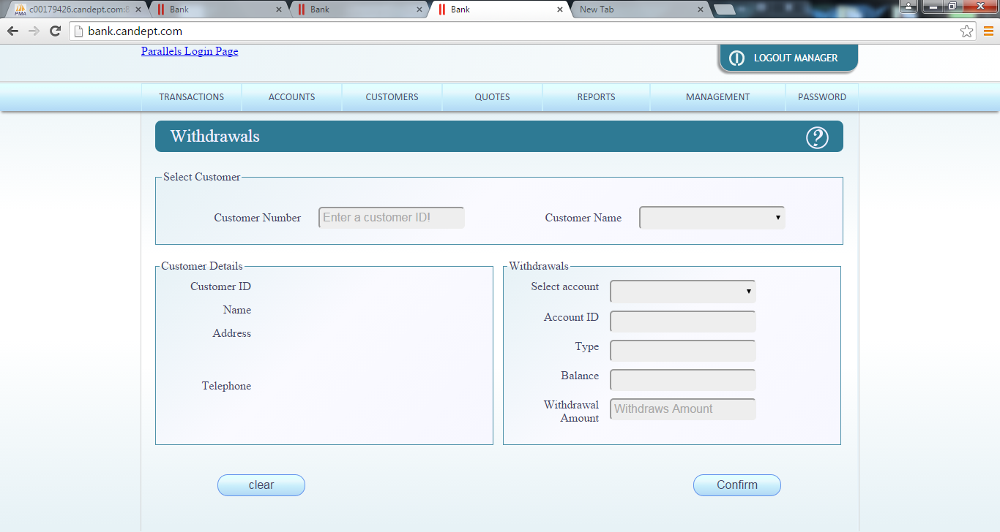 PMA c00179426.candept.com:8
Bank
Bank
Bank
New Tab
bank.candept.com
Parallels Login Page
LOGOUT MANAGER
TRANSACTIONS ACCOUNTS CUSTOMERS QUOTES REPORTS MANAGEMENT PASSWORD
Withdrawals ?
Select Customer
Customer Number Enter a customer ID! Customer Name
Customer Details
Customer ID
Name
Address
Telephone
Withdrawals
Select account
Account ID
Type
Balance
Withdrawal
Amount
Withdraws Amount
clear Confirm